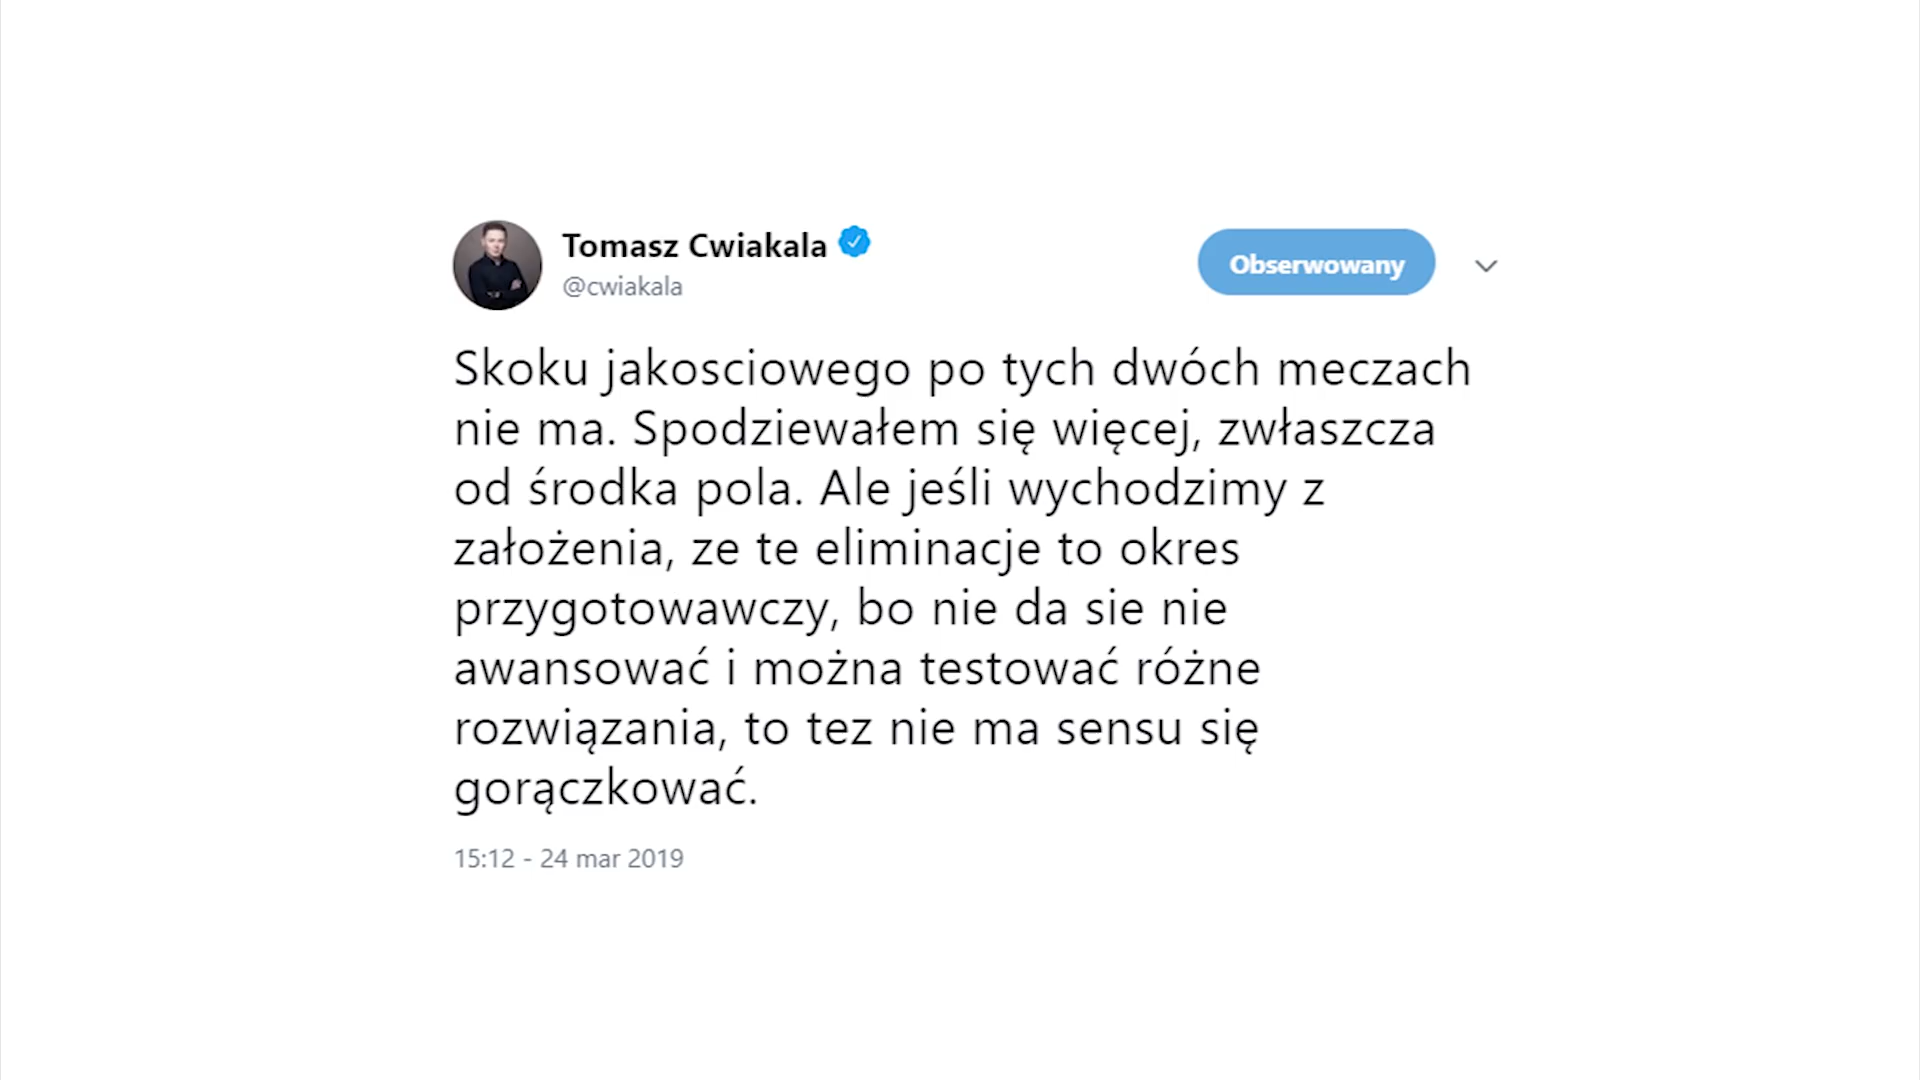 Tomasz Cwiakala
@cwiakala
Obserwowany
Skoku jakosciowego po tych dwóch meczach
nie ma. Spodziewałem się więcej, zwłaszcza
od środka pola. Ale jeśli wychodzimy z
założenia, ze te eliminacje to okres
przygotowawczy, bo nie da sie nie
awansować i można testować różne
rozwiązania, to tez nie ma sensu się
gorączkować.
15:12 - 24 mar 2019